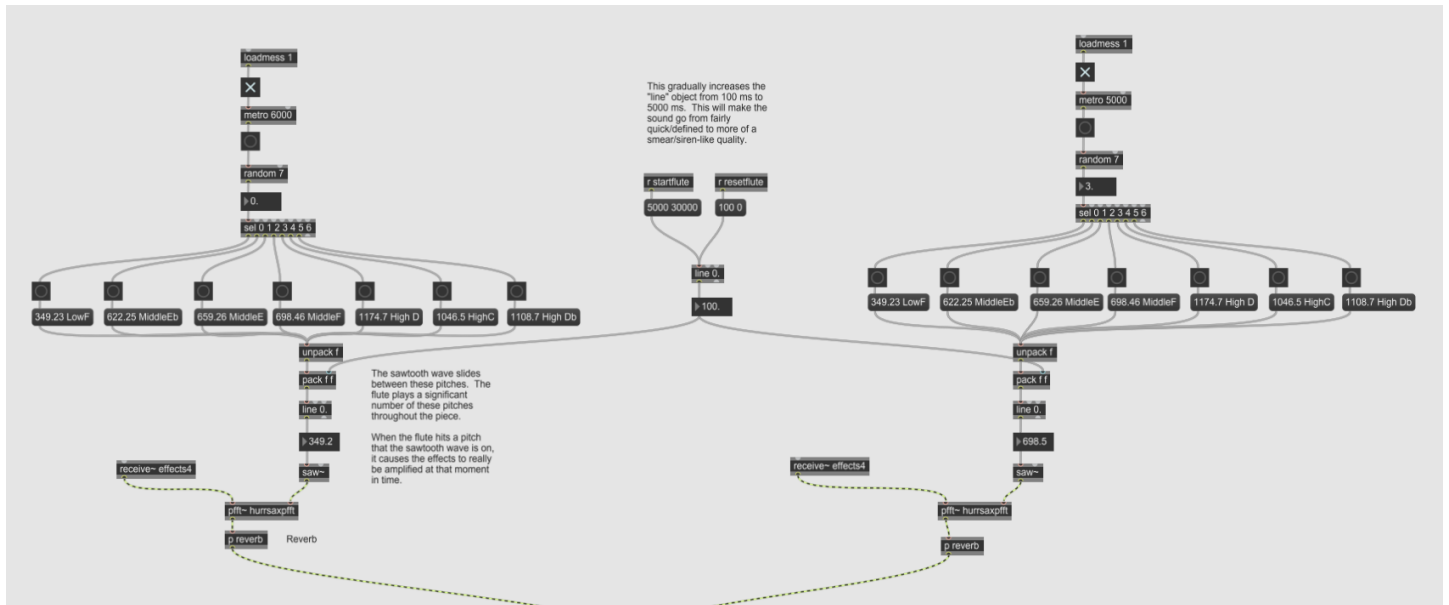 loadmess 1
metro 6000
random 7
0.
sel 0 1 2 3 4 5 6
349.23 LowF
622.25 MiddleEb
659.26 MiddleE
698.46 MiddleF
1174.7 High D
1046.5 HighC
1108.7 High Db
unpack f
pack f f
line 0.
349.2
saw~
receive~ effects4
pfft~ hurrsaxpfft
p reverb
Reverb
The sawtooth wave slides
between these pitches. The
flute plays a significant
number of these pitches
throughout the piece.
When the flute hits a pitch
that the sawtooth wave is on,
it causes the effects to really
be amplified at that moment
in time.
This gradually increases the
"line" object from 100 ms to
5000 ms. This will make the
sound go from fairly
quick/defined to more of a
smear/siren-like quality.
r startflute
r resetflute
5000 30000
100 0
line 0.
100.
loadmess 1
metro 5000
random 7
3.
sel 0 1 2 3 4 5 6
349.23 LowF
622.25 MiddleEb
659.26 MiddleE
698.46 MiddleF
1174.7 High D
1046.5 HighC
1108.7 High Db
unpack f
pack f f
line 0.
698.5
saw~
receive~ effects4
pfft~ hurrsaxpfft
p reverb